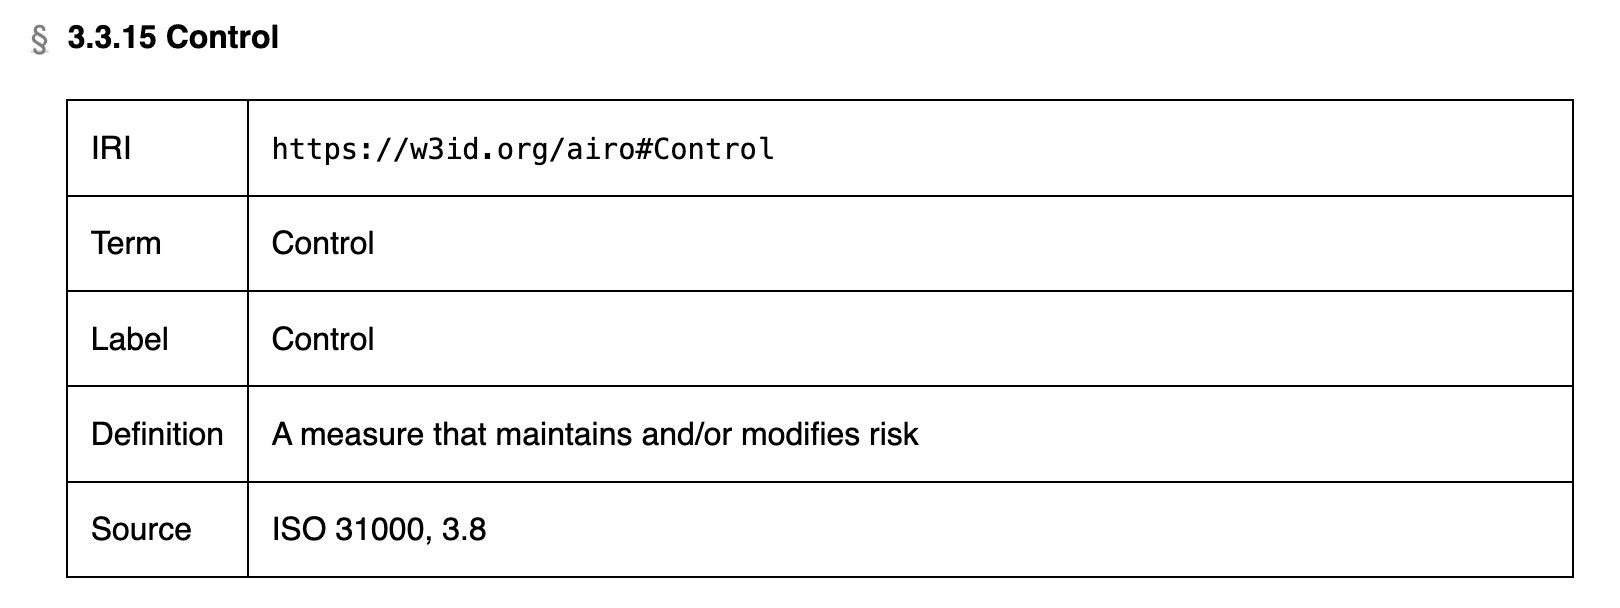 § 3.3.15 Control
IRI https://w3id.org/airo#Control
Term Control
Label Control
Definition A measure that maintains and/or modifies risk
Source ISO 31000, 3.8